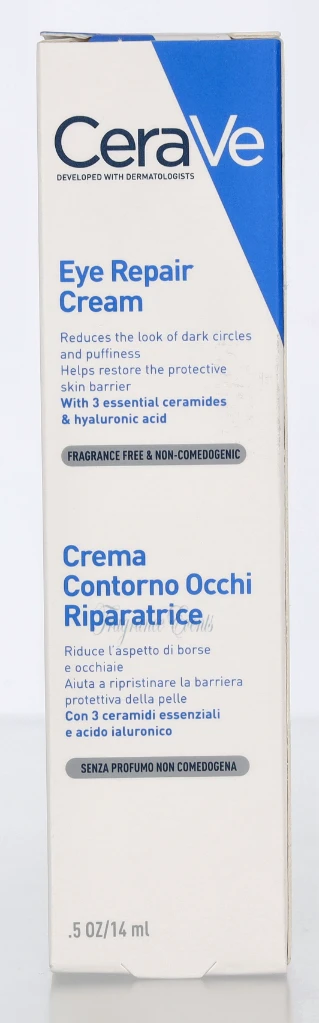 CeraVe
DEVELOPED WITH DERMATOLOGISTS
Eye Repair
Cream
Reduces the look of dark circles
and puffiness
Helps restore the protective
skin barrier
With 3 essential ceramides
& hyaluronic acid
FRAGRANCE FREE & NON-COMEDOGENIC
Crema
Contorno Occhi
Riparatrice
Riduce l'aspetto di borse
e occhiaie
Aiuta a ripristinare la barriera
protettiva della pelle
Con 3 ceramidi essenziali
e acido ialuronico
SENZA PROFUMO NON COMEDOGENA
.5 OZ/14 ml